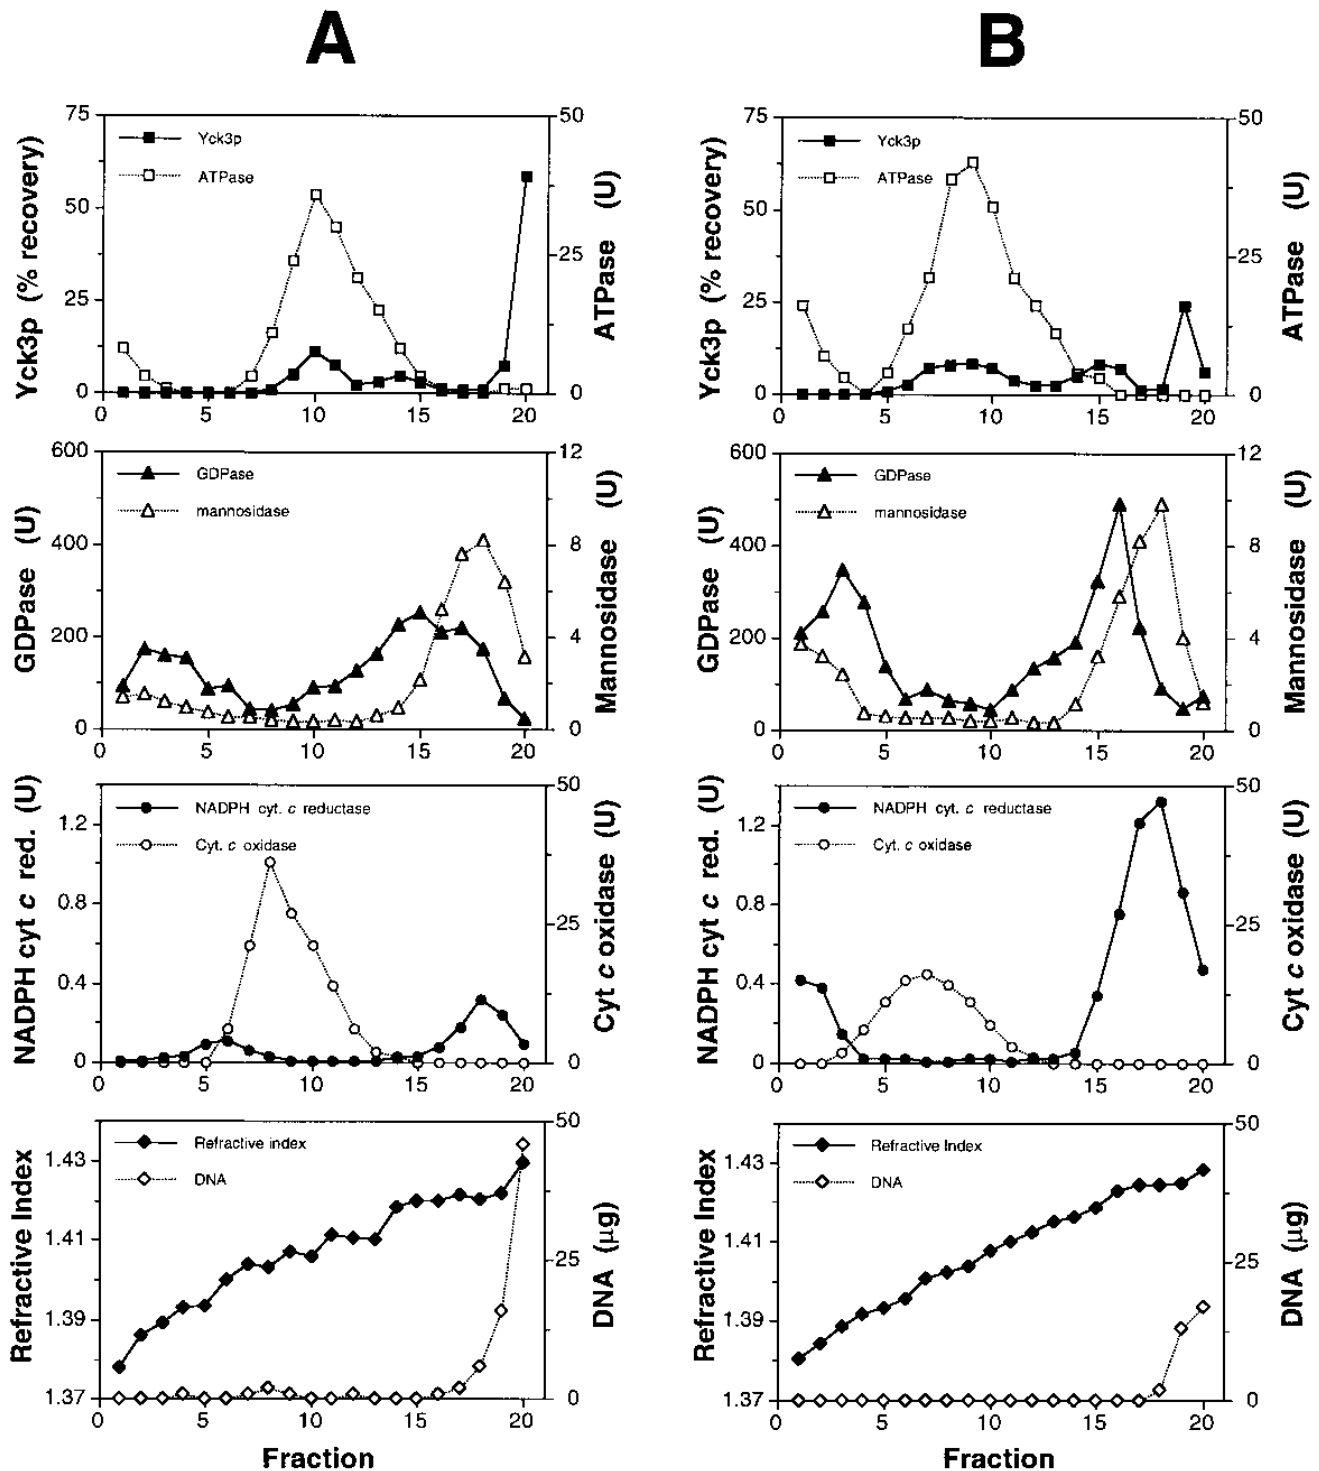 A
B
75
50
25
0
Yck3p (% recovery)
Yck3p
ATPase
50
25
0
ATPase (U)
0 5 10 15 20
75
50
25
0
Yck3p (% recovery)
Yck3p
ATPase
50
25
0
ATPase (U)
0 5 10 15 20
600
400
200
0
GDPase (U)
GDPase
mannosidase
12
8
4
0
Mannosidase (U)
0 5 10 15 20
600
400
200
0
GDPase (U)
GDPase
mannosidase
12
8
4
0
Mannosidase (U)
0 5 10 15 20
1.2
0.8
0.4
0
NADPH cyt c red. (U)
NADPH cyt. c reductase
Cyt. c oxidase
50
25
0
Cyt c oxidase (U)
0 5 10 15 20
1.2
0.8
0.4
0
NADPH cyt c red. (U)
NADPH cyt. c reductase
Cyt. c oxidase
50
25
0
Cyt c oxidase (U)
0 5 10 15 20
1.43
1.41
1.39
1.37
Refractive Index
Refractive index
DNA
50
25
0
DNA (µg)
0 5 10 15 20
Fraction
1.43
1.41
1.39
1.37
Refractive Index
Refractive Index
DNA
50
25
0
DNA (µg)
0 5 10 15 20
Fraction